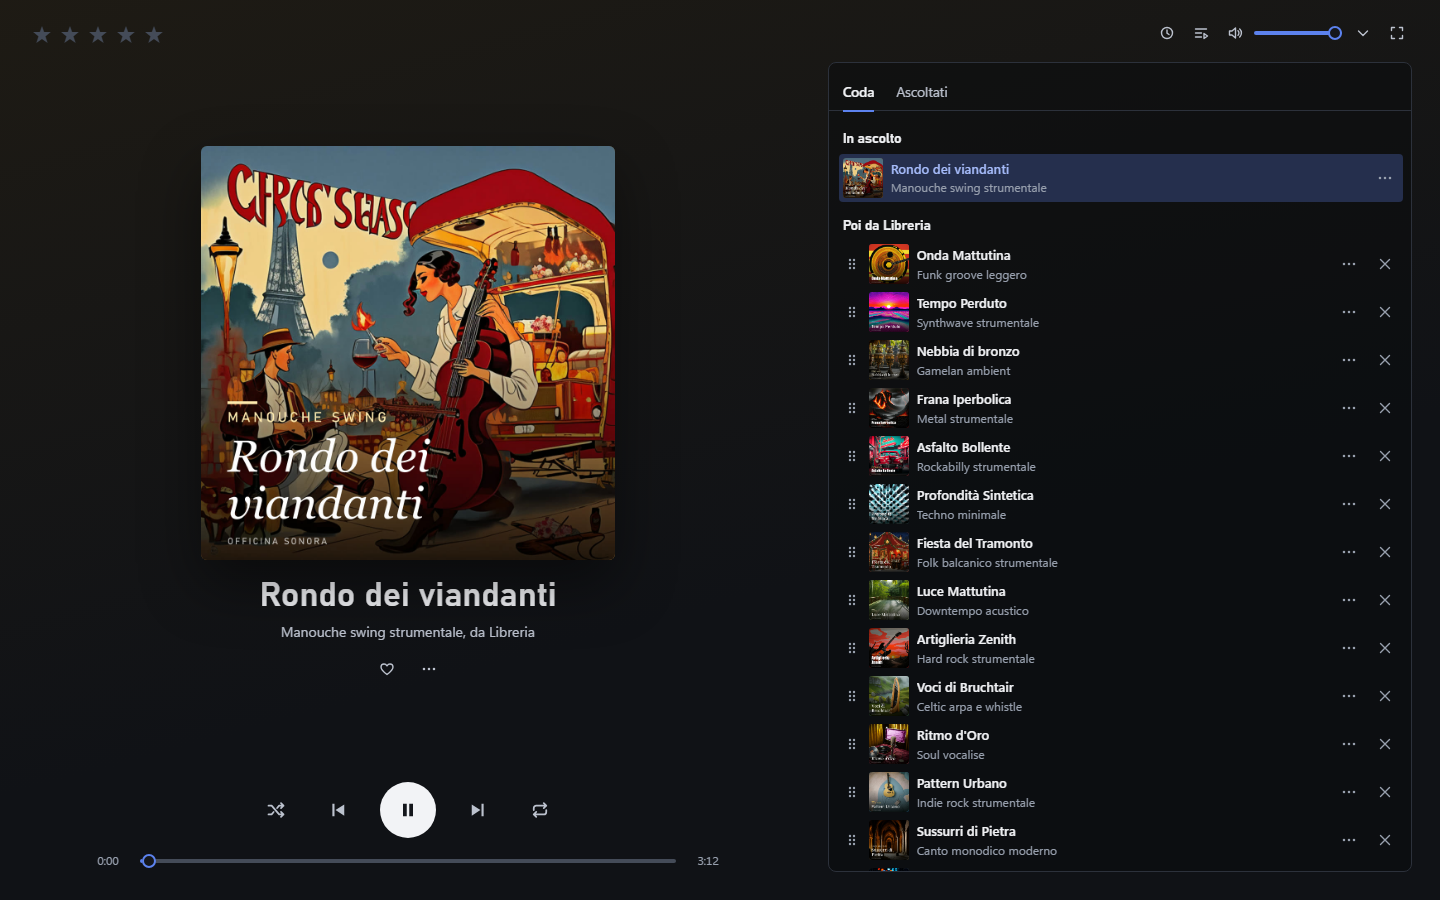 Coda
Ascoltati
CIRCO'S
MANOUCHE SWING
Rondo dei
viandanti
OFFICINA SONORA
Rondo dei viandanti
Manouche swing strumentale, da Libreria
0:00
3:12
In ascolto
Rondo dei viandanti
Manouche swing strumentale
Poi da Libreria
Onda Mattutina
Funk groove leggero
Tempo Perduto
Synthwave strumentale
Nebbia di bronzo
Gamelan ambient
Frana Iperbolica
Metal strumentale
Asfalto Bollente
Rockabilly strumentale
Profondità Sintetica
Techno minimale
Fiesta del Tramonto
Folk balcanico strumentale
Luce Mattutina
Downtempo acustico
Artiglieria Zenith
Hard rock strumentale
Voci di Bruchtair
Celtic arpa e whistle
Ritmo d'Oro
Soul vocalise
Pattern Urbano
Indie rock strumentale
Sussurri di Pietra
Canto monodico moderno